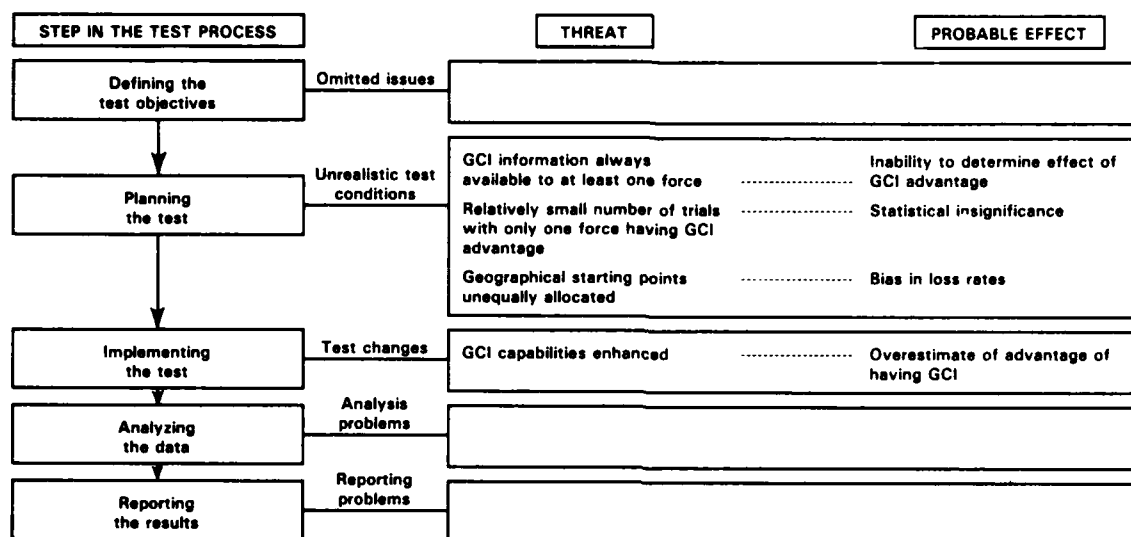 STEP IN THE TEST PROCESS
THREAT
PROBABLE EFFECT
Defining the
test objectives
Omitted issues
Planning
the test
Unrealistic test
conditions
GCI information always
available to at least one force
Inability to determine effect of
GCI advantage
Relatively small number of trials
with only one force having GCI
advantage
Statistical insignificance
Geographical starting points
unequally allocated
Bias in loss rates
Implementing
the test
Test changes
GCI capabilities enhanced
Overestimate of advantage of
having GCI
Analyzing
the data
Analysis
problems
Reporting
the results
Reporting
problems